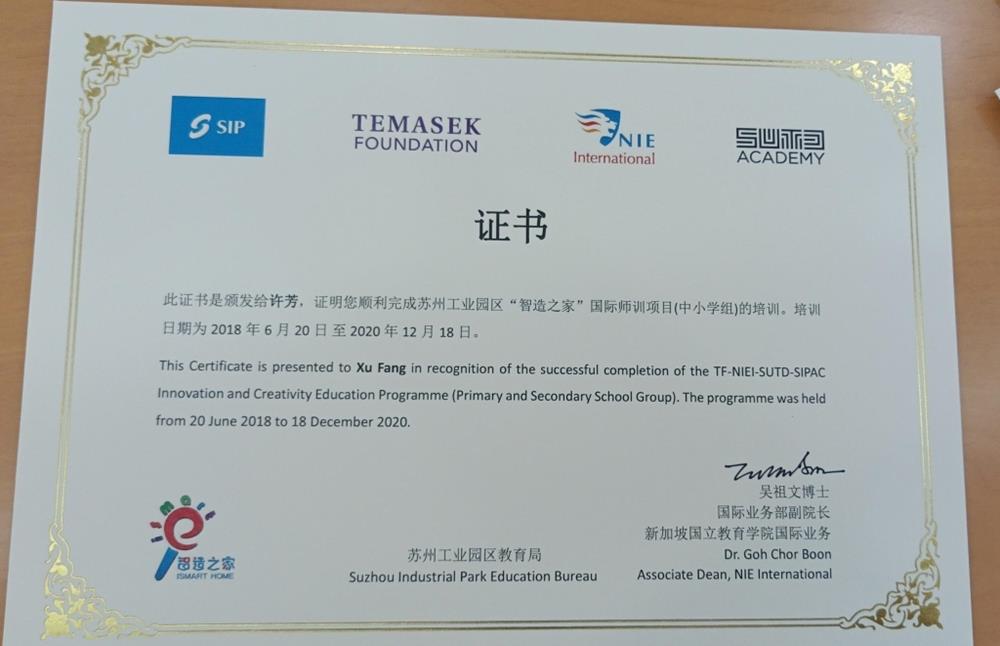 SIP
TEMASEK
FOUNDATION
NIE
International
SUTD
ACADEMY
证书
此证书是颁发给许芳，证明您顺利完成苏州工业园区“智造之家”国际师训项目(中小学组)的培训。培训
日期为 2018 年 6 月 20 日 至 2020 年 12 月 18 日。
This Certificate is presented to Xu Fang in recognition of the successful completion of the TF-NIEI-SUTD-SIPAC
Innovation and Creativity Education Programme (Primary and Secondary School Group). The programme was held
from 20 June 2018 to 18 December 2020.
smart
智造之家
ISMART HOME
苏州工业园区教育局
Suzhou Industrial Park Education Bureau
吴祖文博士
国际业务部副院长
新加坡国立教育学院国际业务
Dr. Goh Chor Boon
Associate Dean, NIE International